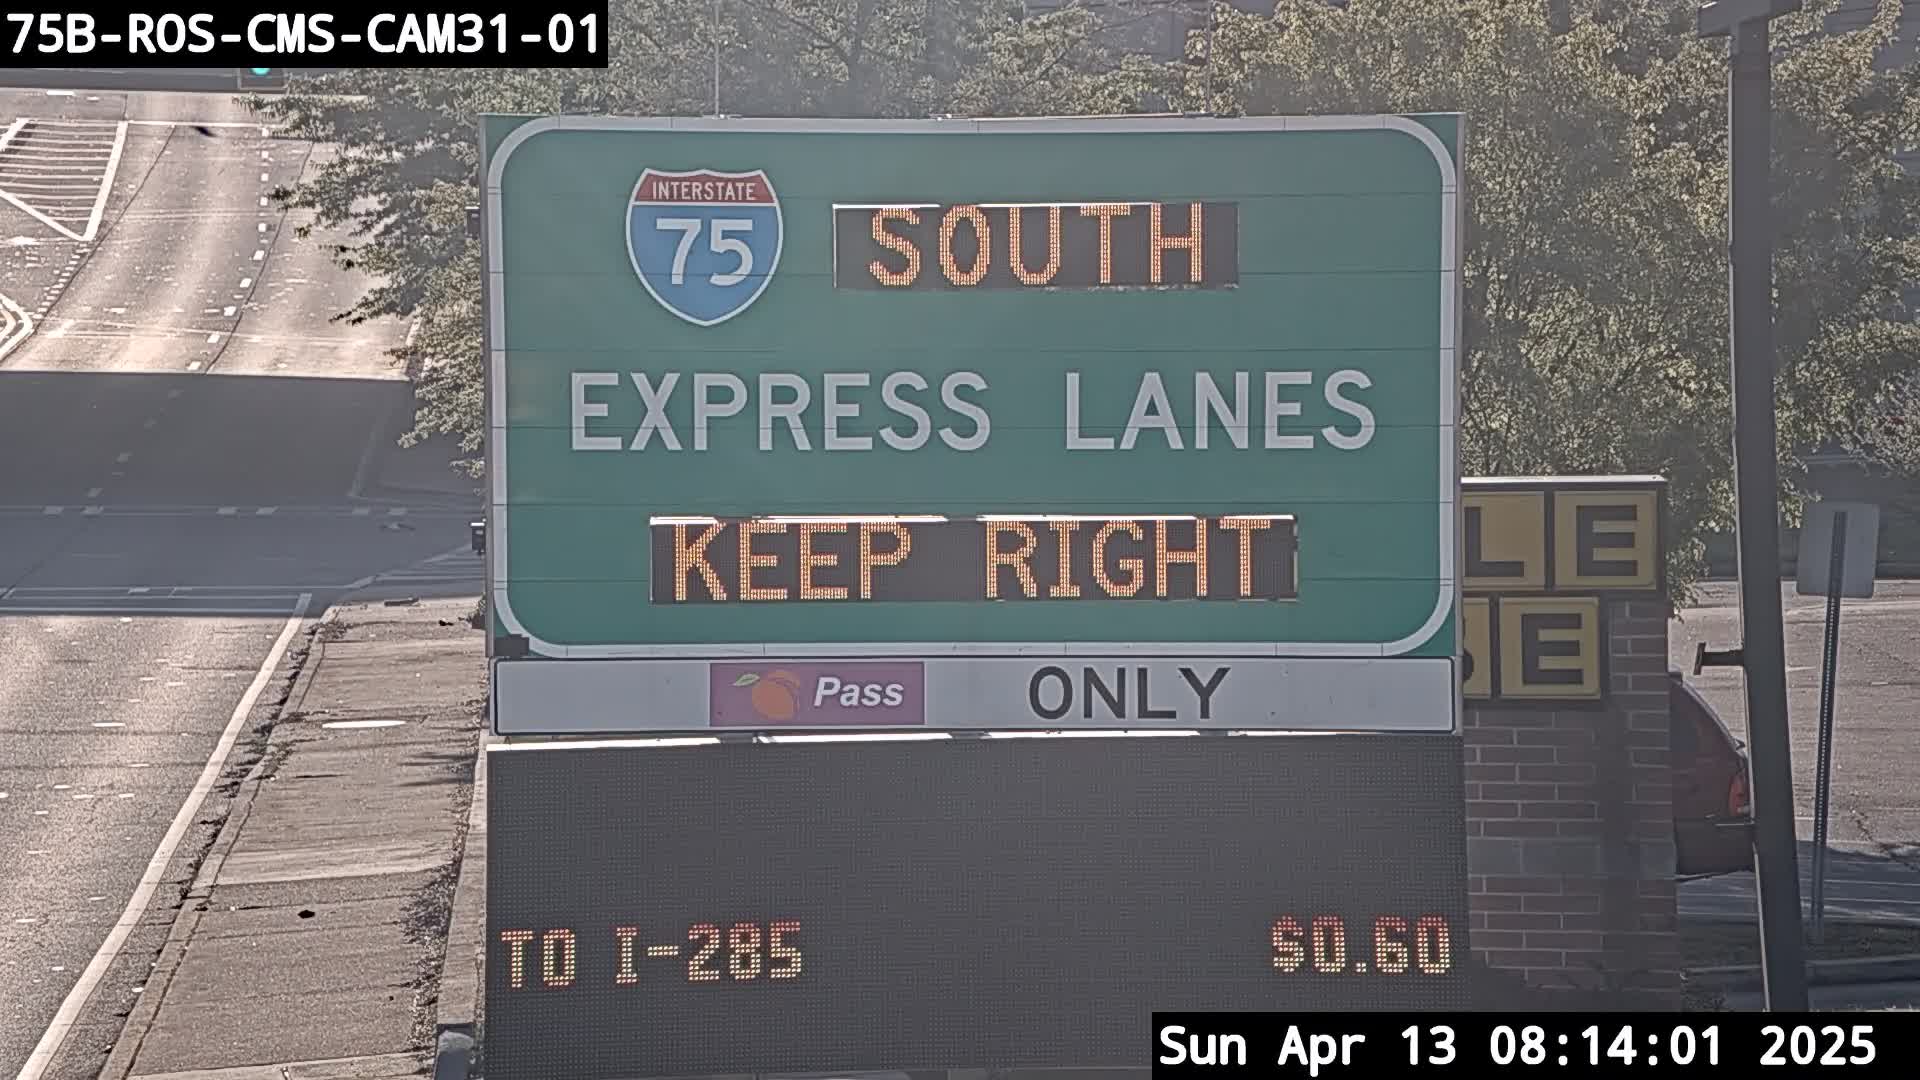 75B-ROS-CMS-CAM31-01
INTERSTATE
75
SOUTH
EXPRESS LANES
KEEP RIGHT
Pass ONLY
TO I-285 $0.60
LE
E
Sun Apr 13 08:14:01 2025